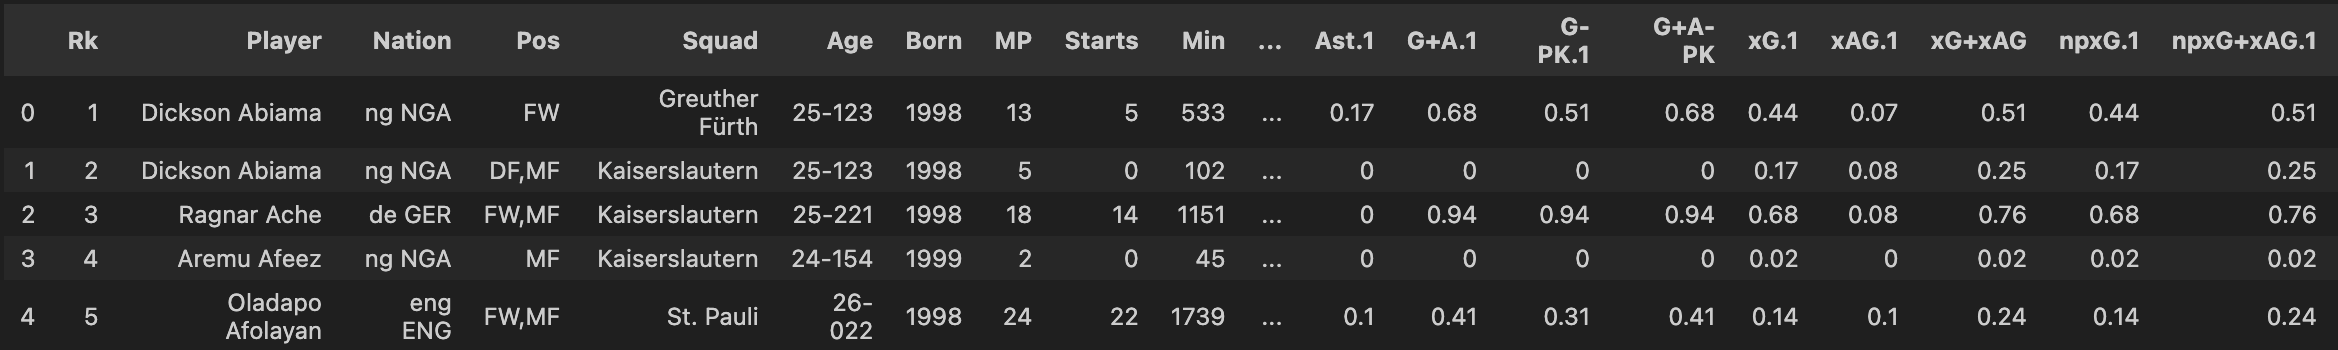 Rk Player Nation Pos Squad Age Born MP Starts Min ... Ast.1 G+A.1 G-PK.1 G+A-PK xG.1 xAG.1 xG+xAG npxG.1 npxG+xAG.1
0 1 Dickson Abiama ng NGA FW Greuther Fürth 25-123 1998 13 5 533 ... 0.17 0.68 0.51 0.68 0.44 0.07 0.51 0.44 0.51
1 2 Dickson Abiama ng NGA DF,MF Kaiserslautern 25-123 1998 5 0 102 ... 0 0 0 0 0.17 0.08 0.25 0.17 0.25
2 3 Ragnar Ache de GER FW,MF Kaiserslautern 25-221 1998 18 14 1151 ... 0 0.94 0.94 0.94 0.68 0.08 0.76 0.68 0.76
3 4 Aremu Afeez ng NGA MF Kaiserslautern 24-154 1999 2 0 45 ... 0 0 0 0 0.02 0 0.02 0.02 0.02
4 5 Oladapo Afolayan eng ENG FW,MF St. Pauli 26-022 1998 24 22 1739 ... 0.1 0.41 0.31 0.41 0.14 0.1 0.24 0.14 0.24